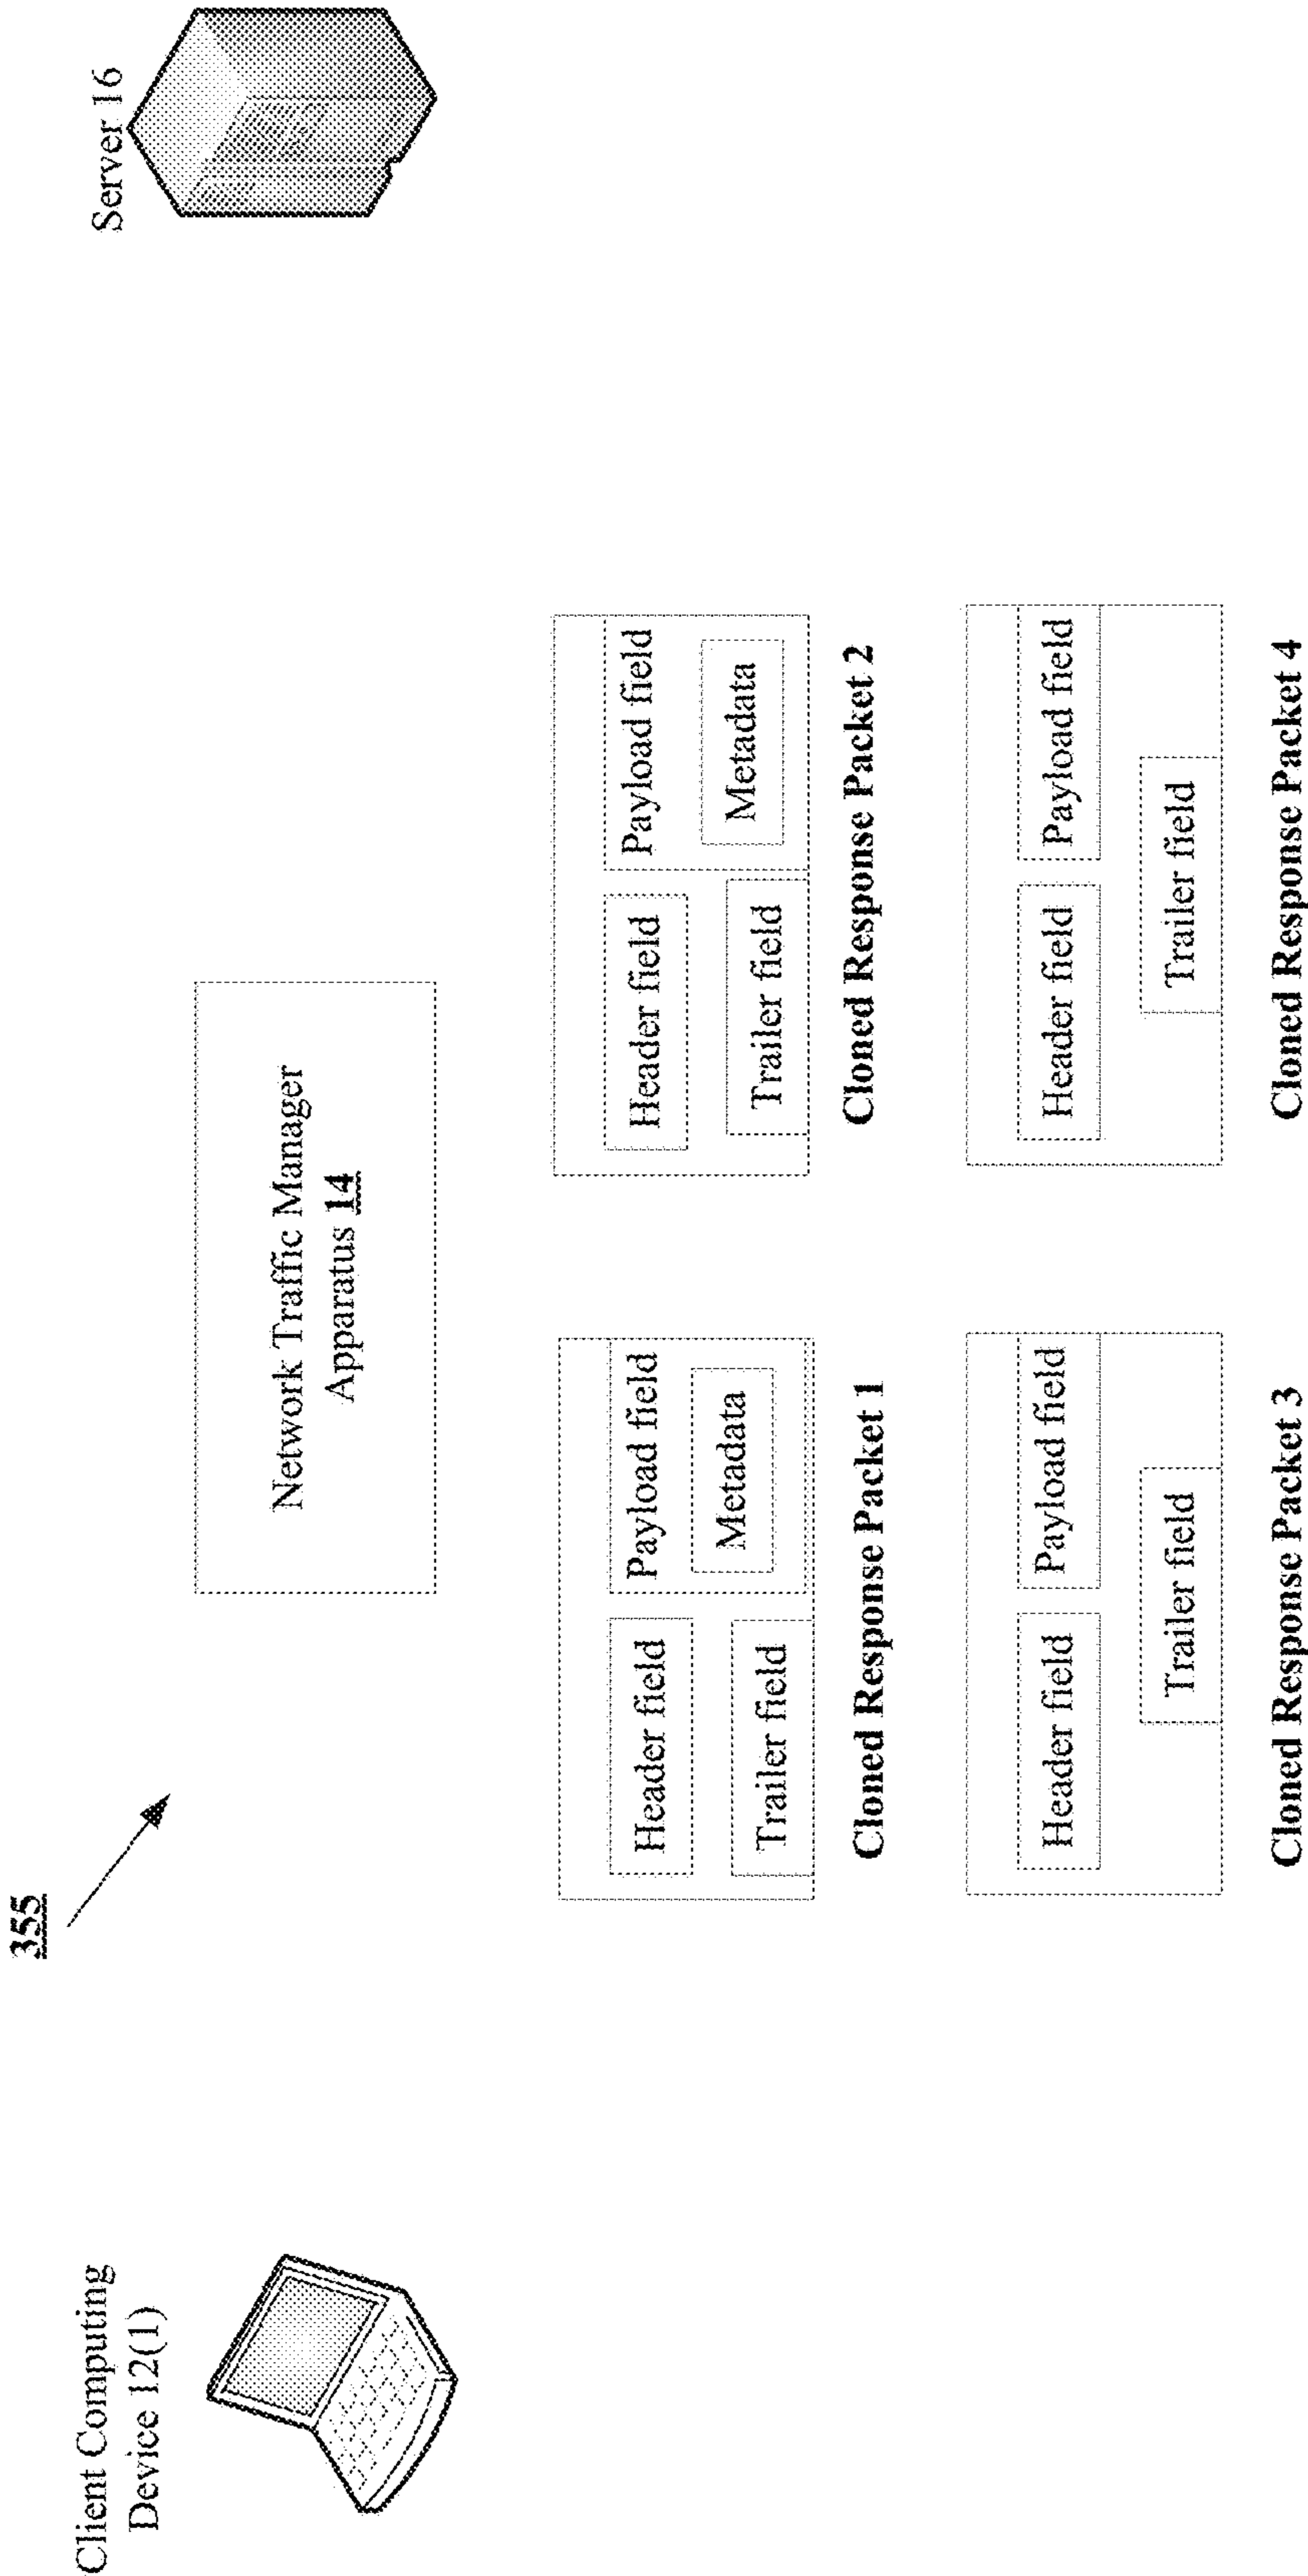 355
Client Computing
Device 12(1)
Network Traffic Manager
Apparatus 14
Server 16
Header field
Payload field
Trailer field
Metadata
Cloned Response Packet 1
Header field
Payload field
Trailer field
Metadata
Cloned Response Packet 2
Header field
Payload field
Trailer field
Cloned Response Packet 3
Header field
Payload field
Trailer field
Cloned Response Packet 4